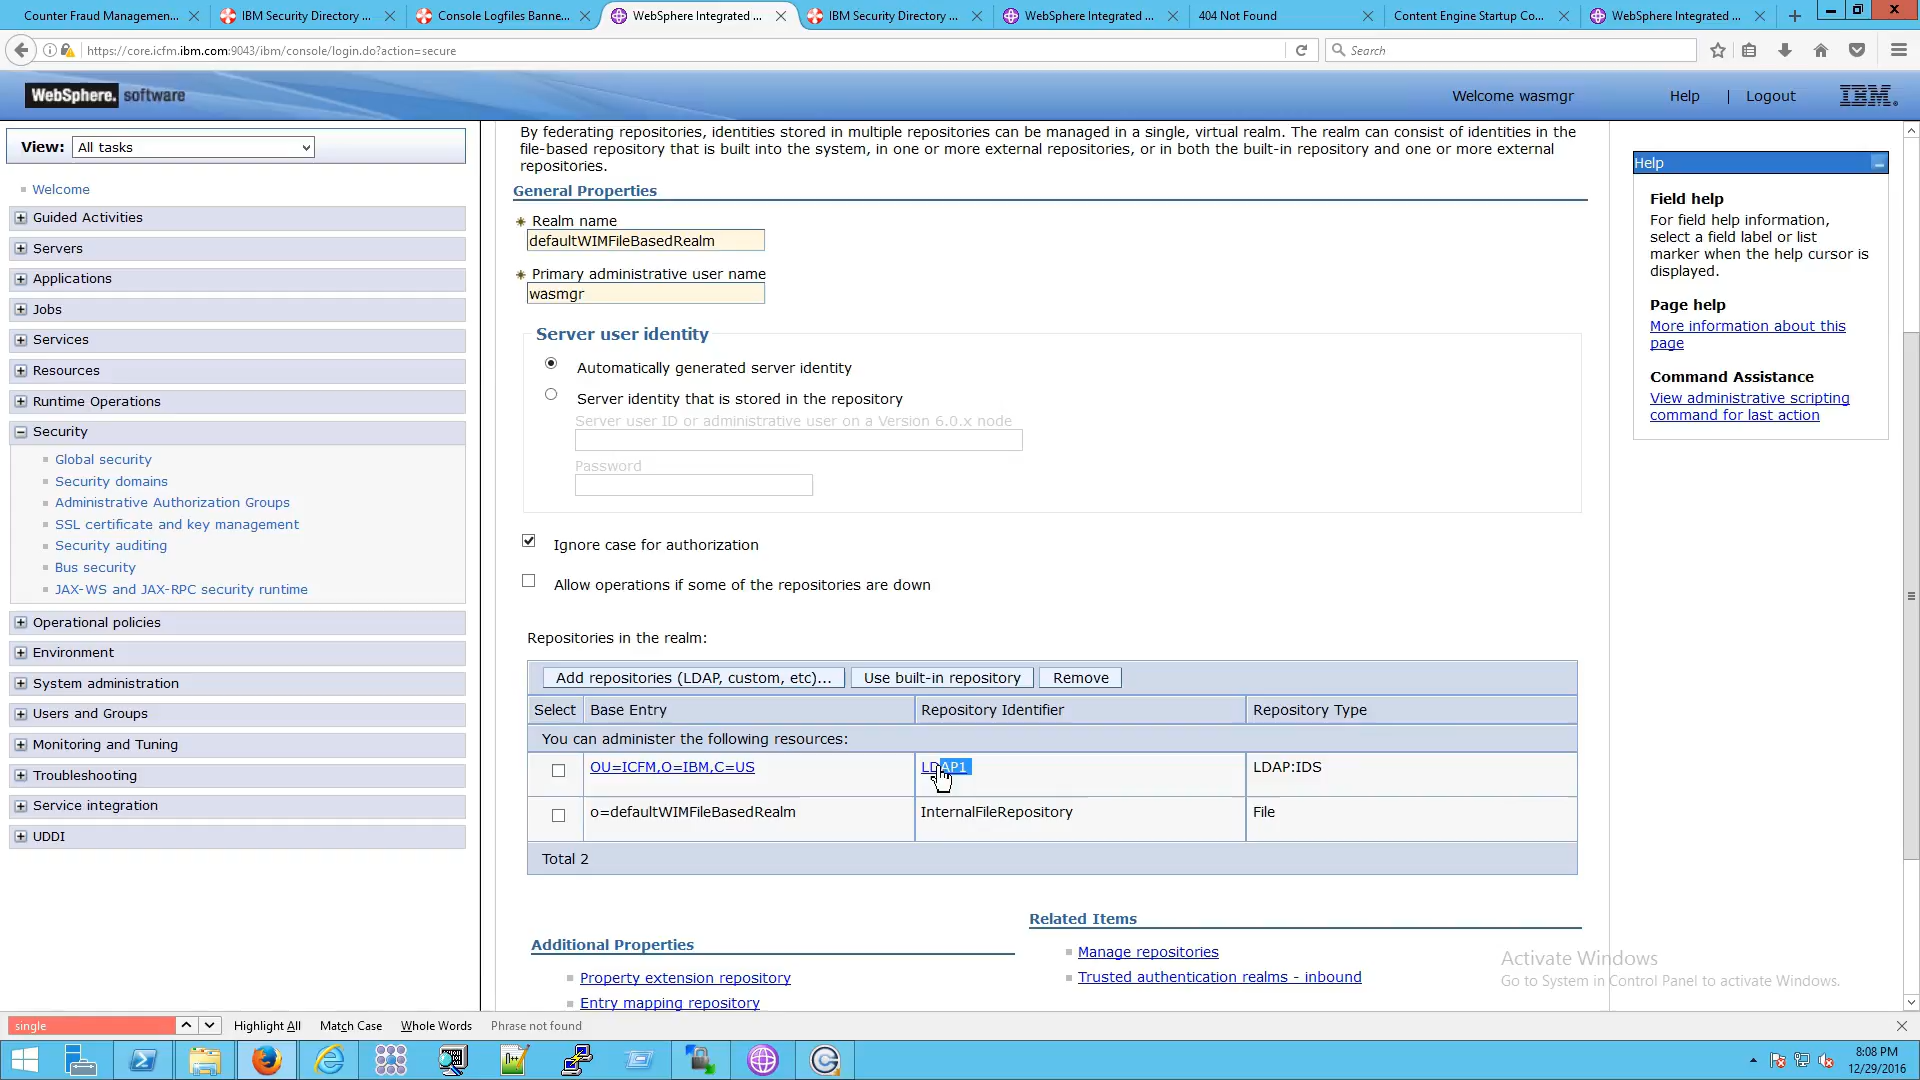 Counter Fraud Management...
IBM Security Directory ...
Console Logfiles Banne...
WebSphere Integrated ...
IBM Security Directory ...
WebSphere Integrated ...
404 Not Found
Content Engine Startup Co...
WebSphere Integrated ...
https://core.icfm.ibm.com:9043/ibm/console/login.do?action=secure
Search
WebSphere. software
Welcome wasmgr
Help | Logout
IBM.
View: All tasks
Welcome
Guided Activities
Servers
Applications
Jobs
Services
Resources
Runtime Operations
Security
Global security
Security domains
Administrative Authorization Groups
SSL certificate and key management
Security auditing
Bus security
JAX-WS and JAX-RPC security runtime
Operational policies
Environment
System administration
Users and Groups
Monitoring and Tuning
Troubleshooting
Service integration
UDDI
By federating repositories, identities stored in multiple repositories can be managed in a single, virtual realm. The realm can consist of identities in the
file-based repository that is built into the system, in one or more external repositories, or in both the built-in repository and one or more external
repositories.
General Properties
Realm name
defaultWIMFileBasedRealm
Primary administrative user name
wasmgr
Server user identity
Automatically generated server identity
Server identity that is stored in the repository
Server user ID or administrative user on a Version 6.0.x node
Password
Ignore case for authorization
Allow operations if some of the repositories are down
Repositories in the realm:
Add repositories (LDAP, custom, etc)...
Use built-in repository
Remove
Select Base Entry Repository Identifier Repository Type
You can administer the following resources:
OU=ICFM,O=IBM,C=US LDAP1 LDAP:IDS
o=defaultWIMFileBasedRealm InternalFileRepository File
Total 2
Additional Properties
Property extension repository
Entry mapping repository
Related Items
Manage repositories
Trusted authentication realms - inbound
Help
Field help
For field help information,
select a field label or list
marker when the help cursor is
displayed.
Page help
More information about this
page
Command Assistance
View administrative scripting
command for last action
Activate Windows
Go to System in Control Panel to activate Windows.
single
Highlight All Match Case Whole Words Phrase not found
8:08 PM
12/29/2016